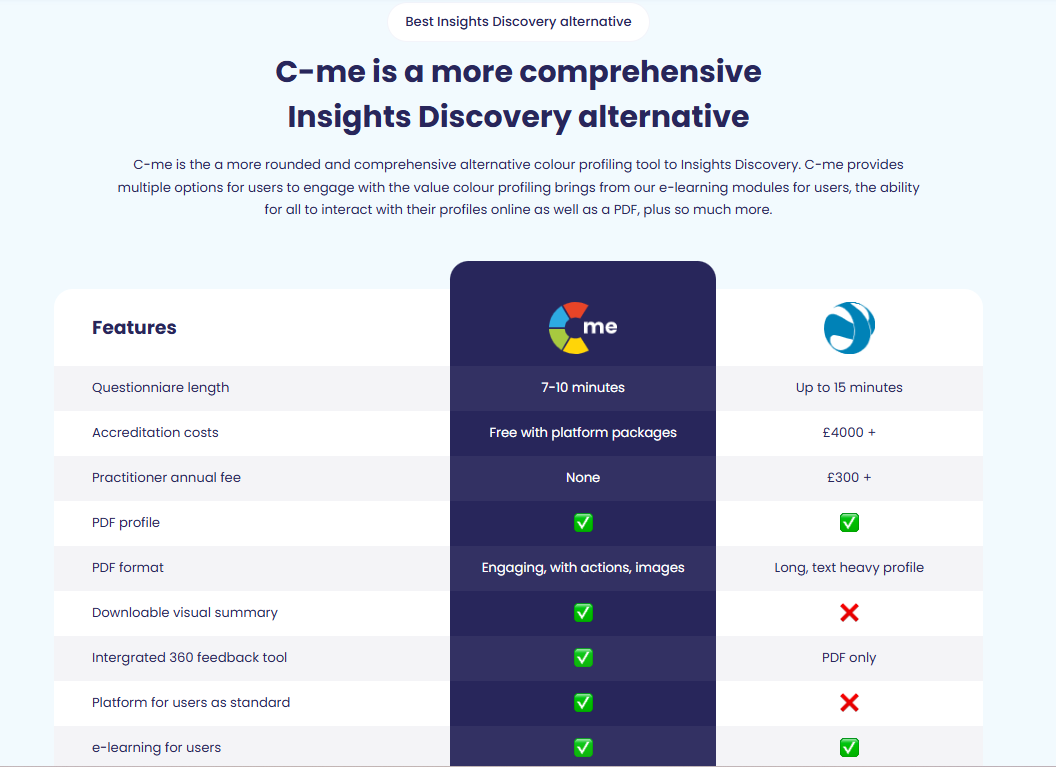 Best Insights Discovery alternative
C-me is a more comprehensive
Insights Discovery alternative
C-me is the a more rounded and comprehensive alternative colour profiling tool to Insights Discovery. C-me provides
multiple options for users to engage with the value colour profiling brings from our e-learning modules for users, the ability
for all to interact with their profiles online as well as a PDF, plus so much more.
Features me
Questionniare length 7-10 minutes Up to 15 minutes
Accreditation costs Free with platform packages £4000 +
Practitioner annual fee None £300 +
PDF profile ✅ ✅
PDF format Engaging, with actions, images Long, text heavy profile
Downloable visual summary ✅ ❌
Intergrated 360 feedback tool ✅ PDF only
Platform for users as standard ✅ ❌
e-learning for users ✅ ✅